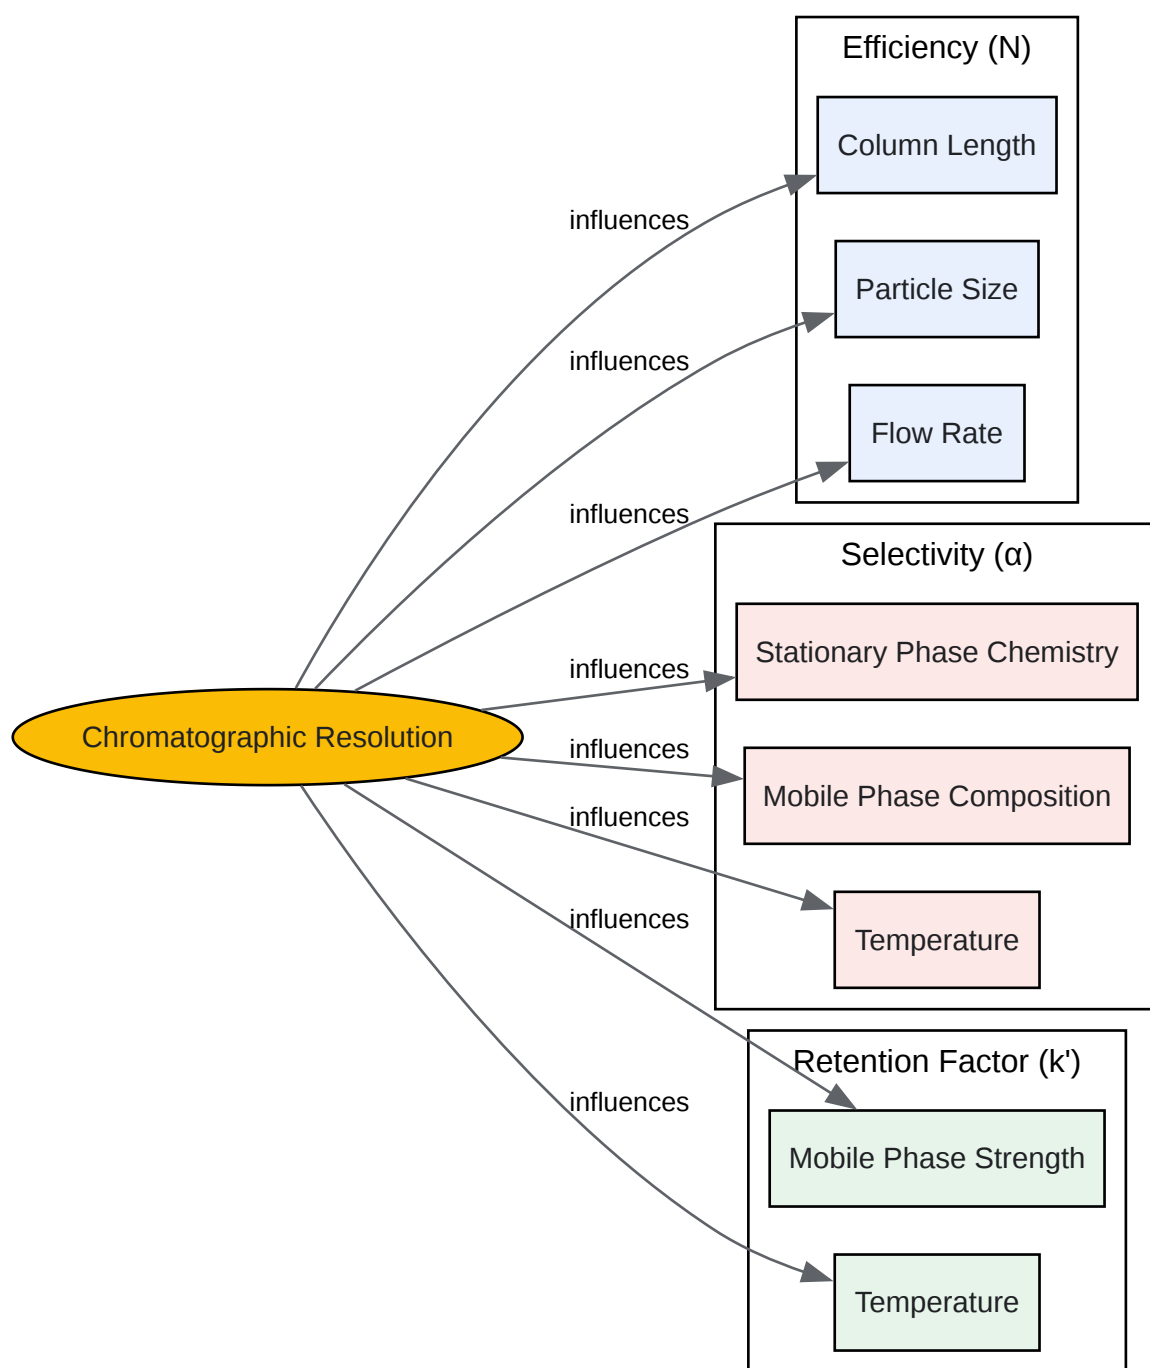 Efficiency (N)
Column Length
influences
Particle Size
influences
Flow Rate
influences
Selectivity (α)
Stationary Phase Chemistry
influences
Chromatographic Resolution
influences
Mobile Phase Composition
influences
Temperature
influences
Retention Factor (k')
influences
Mobile Phase Strength
Temperature